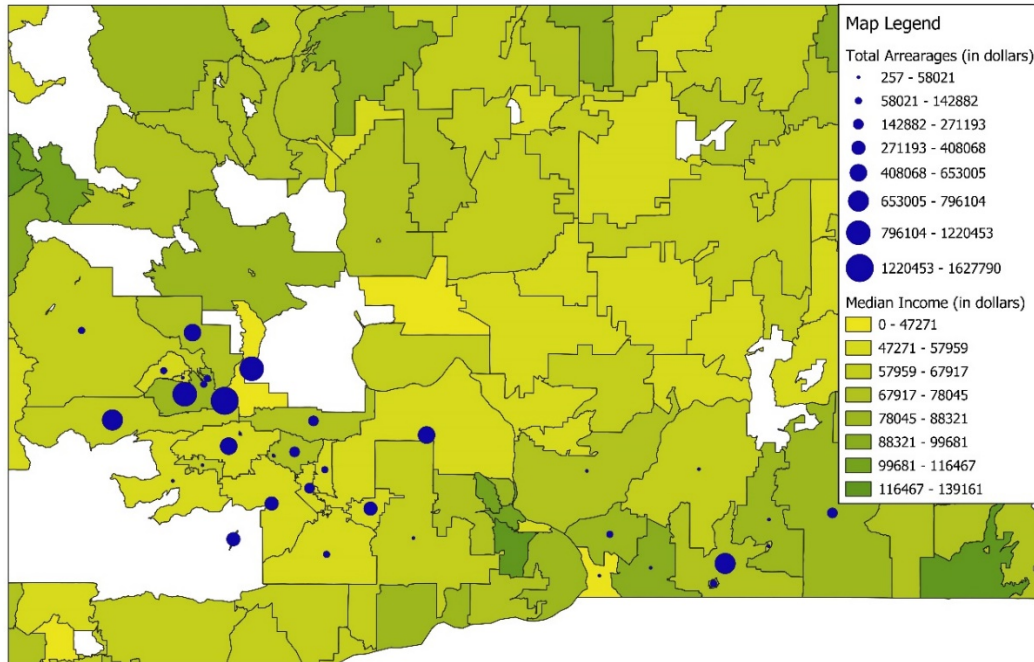 Map Legend
Total Arrearages (in dollars)
257 - 58021
58021 - 142882
142882 - 271193
271193 - 408068
408068 - 653005
653005 - 796104
796104 - 1220453
1220453 - 1627790
Median Income (in dollars)
0 - 47271
47271 - 57959
57959 - 67917
67917 - 78045
78045 - 88321
88321 - 99681
99681 - 116467
116467 - 139161